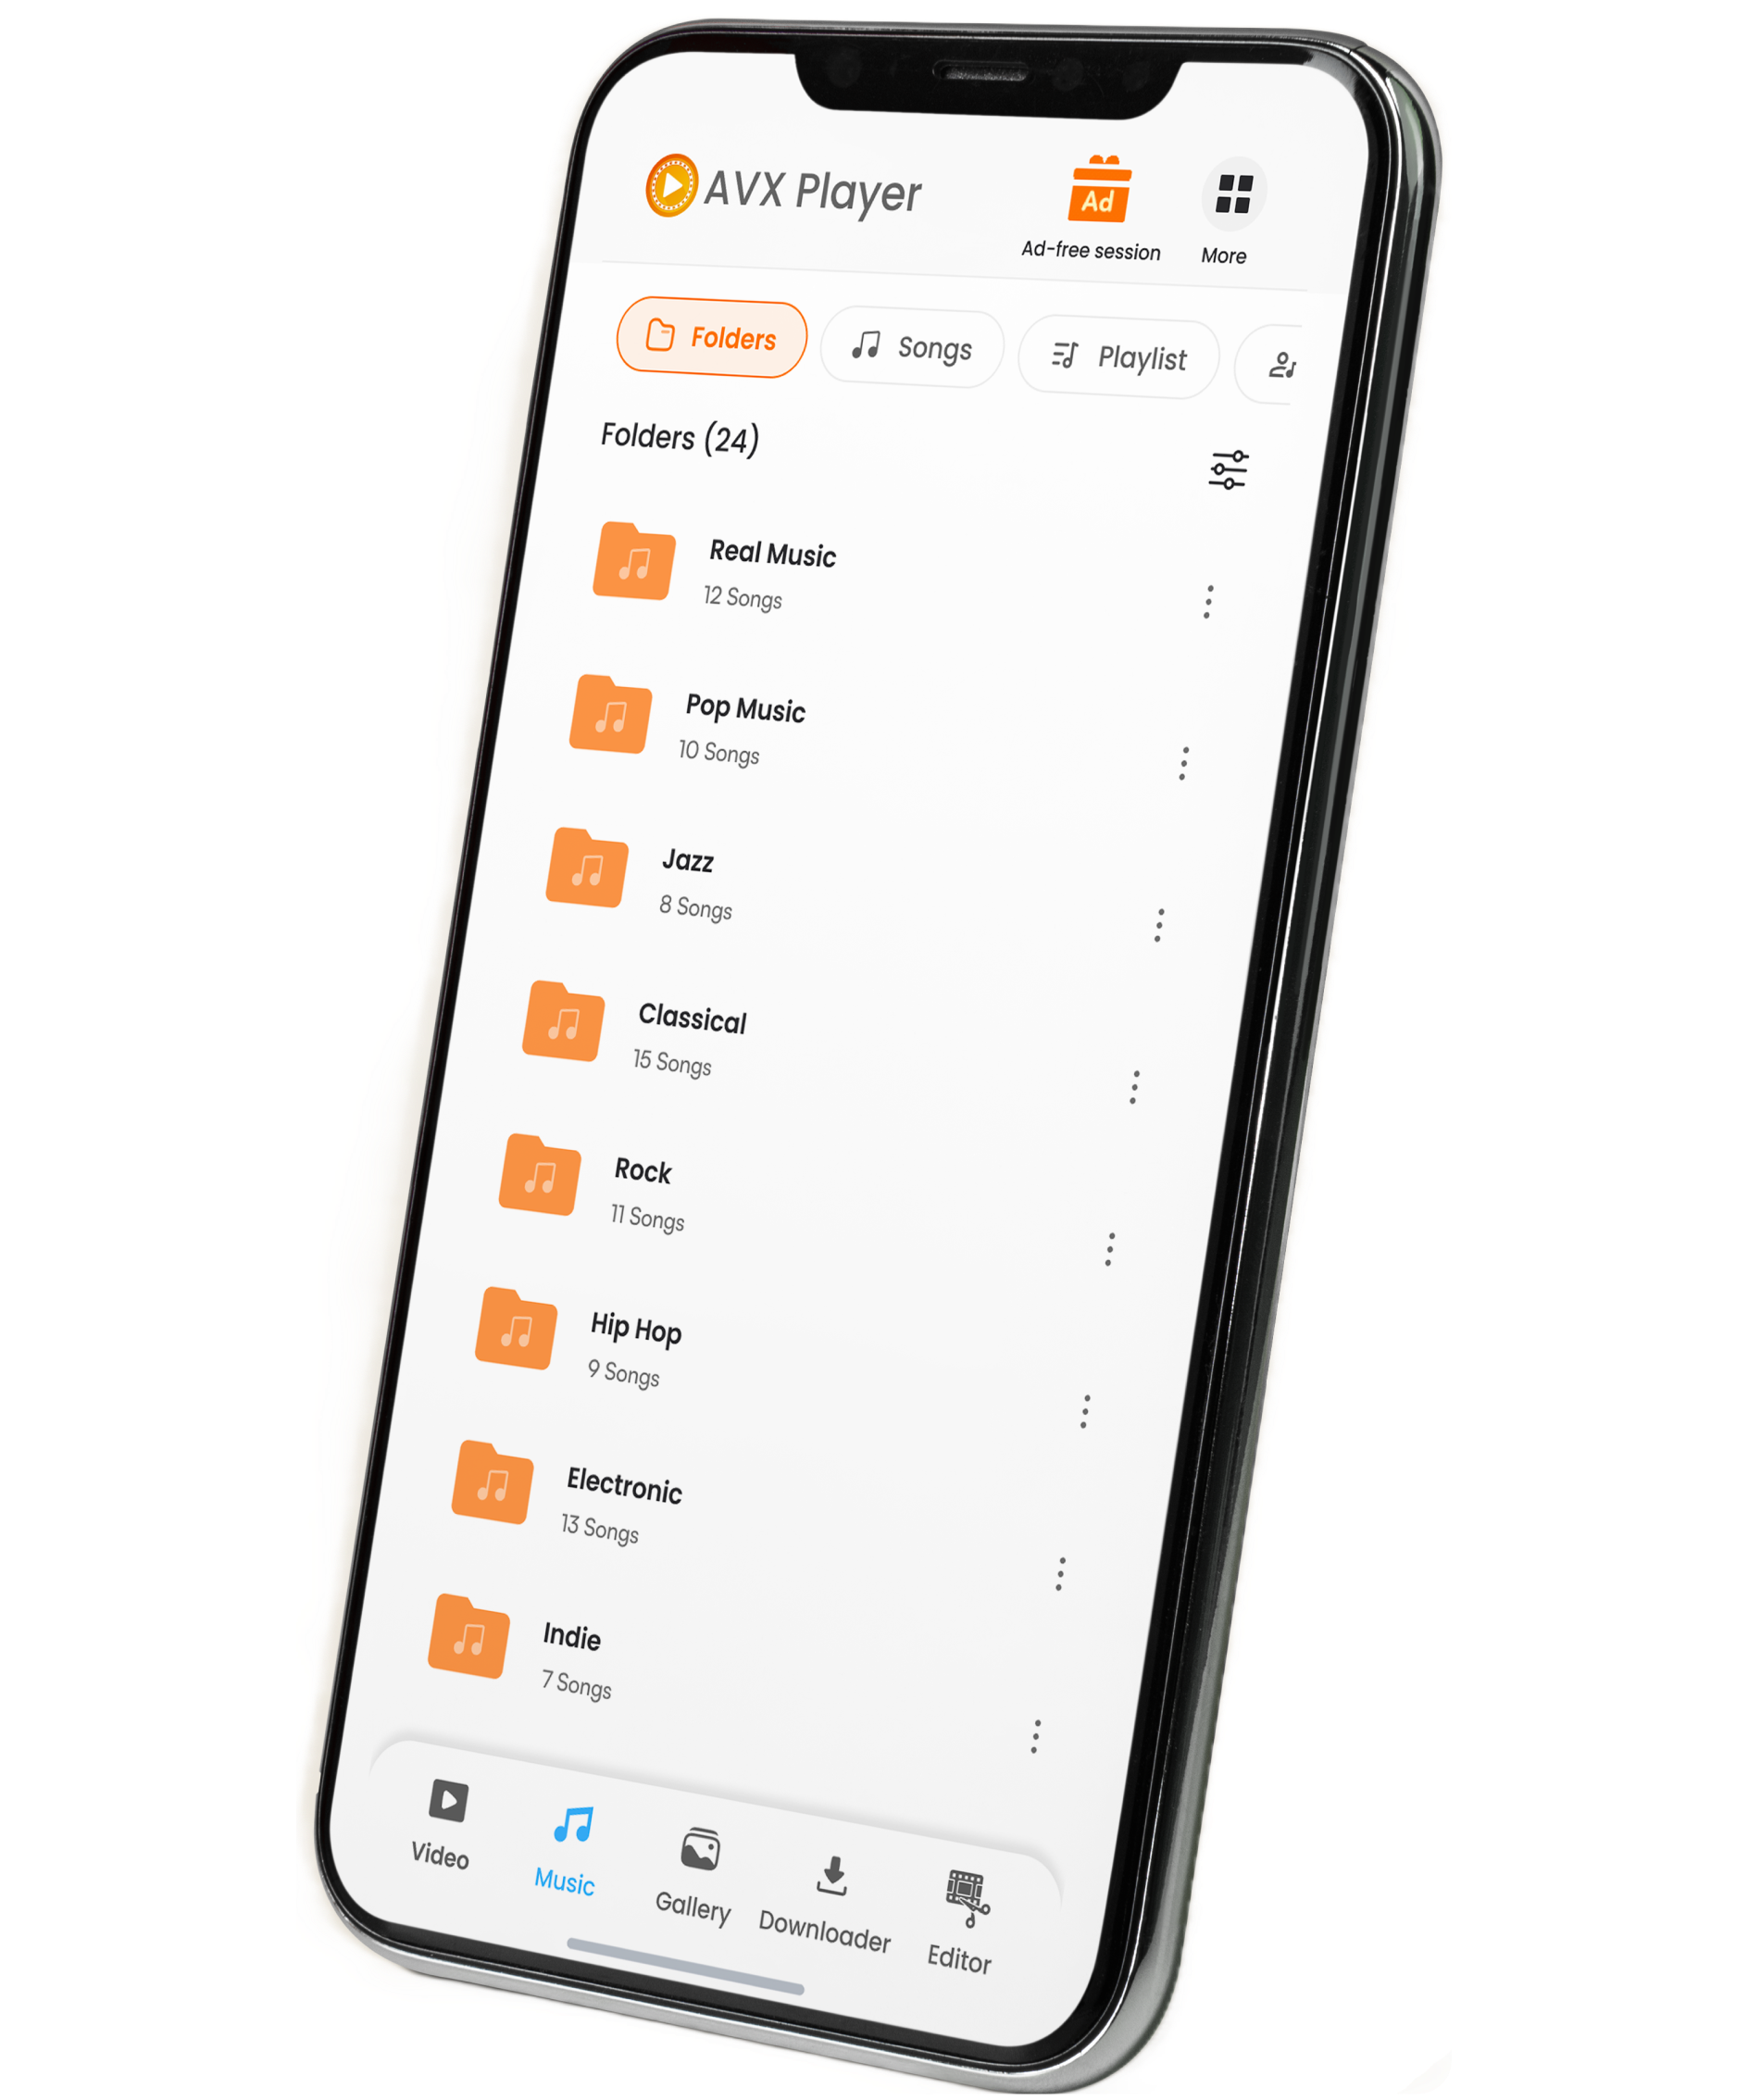 AVX Player
Ad
Ad-free session
More
Folders
Songs
Playlist
Folders (24)
Real Music
12 Songs
Pop Music
10 Songs
Jazz
8 Songs
Classical
15 Songs
Rock
11 Songs
Hip Hop
9 Songs
Electronic
13 Songs
Indie
7 Songs
Video
Music
Gallery
Downloader
Editor